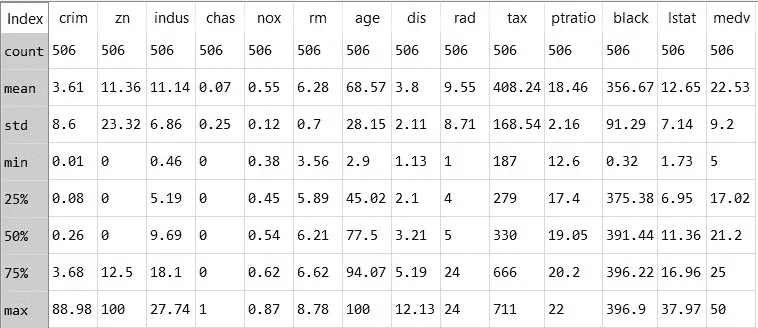 Index crim zn indus chas nox rm age dis rad tax ptratio black lstat medv
count 506 506 506 506 506 506 506 506 506 506 506 506 506 506
mean 3.61 11.36 11.14 0.07 0.55 6.28 68.57 3.8 9.55 408.24 18.46 356.67 12.65 22.53
std 8.6 23.32 6.86 0.25 0.12 0.7 28.15 2.11 8.71 168.54 2.16 91.29 7.14 9.2
min 0.01 0 0.46 0 0.38 3.56 2.9 1.13 1 187 12.6 0.32 1.73 5
25% 0.08 0 5.19 0 0.45 5.89 45.02 2.1 4 279 17.4 375.38 6.95 17.02
50% 0.26 0 9.69 0 0.54 6.21 77.5 3.21 5 330 19.05 391.44 11.36 21.2
75% 3.68 12.5 18.1 0 0.62 6.62 94.07 5.19 24 666 20.2 396.22 16.96 25
max 88.98 100 27.74 1 0.87 8.78 100 12.13 24 711 22 396.9 37.97 50